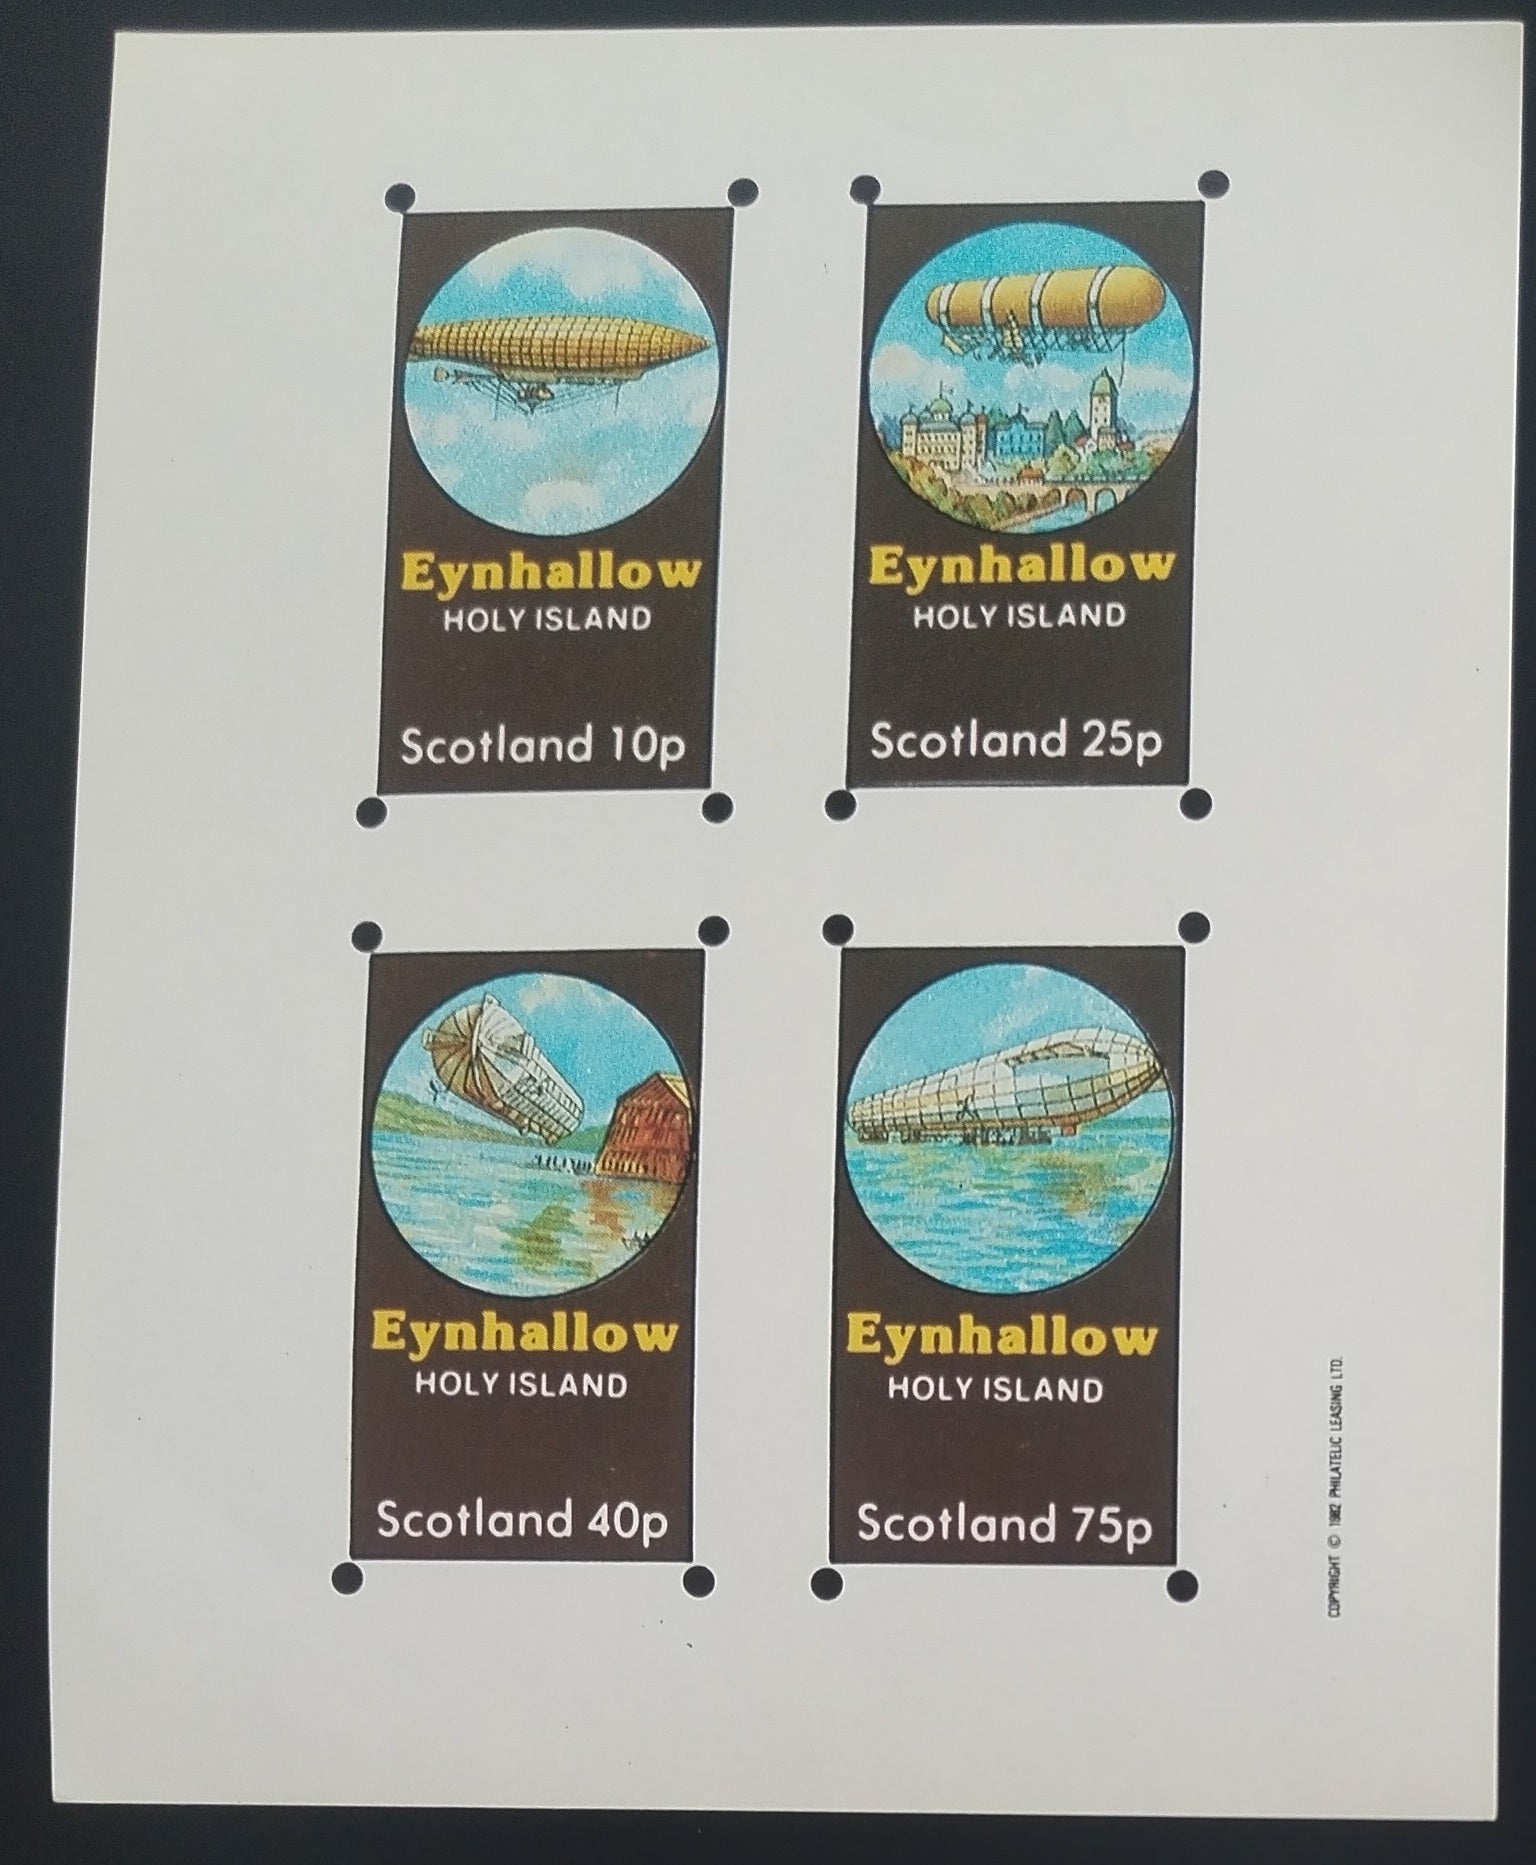 Eynhallow
HOLY ISLAND
Scotland 10p
Eynhallow
HOLY ISLAND
Scotland 25p
Eynhallow
HOLY ISLAND
Scotland 40p
Eynhallow
HOLY ISLAND
Scotland 75p
COPYRIGHT © 1982 PHILATELIC LEASING LTD.